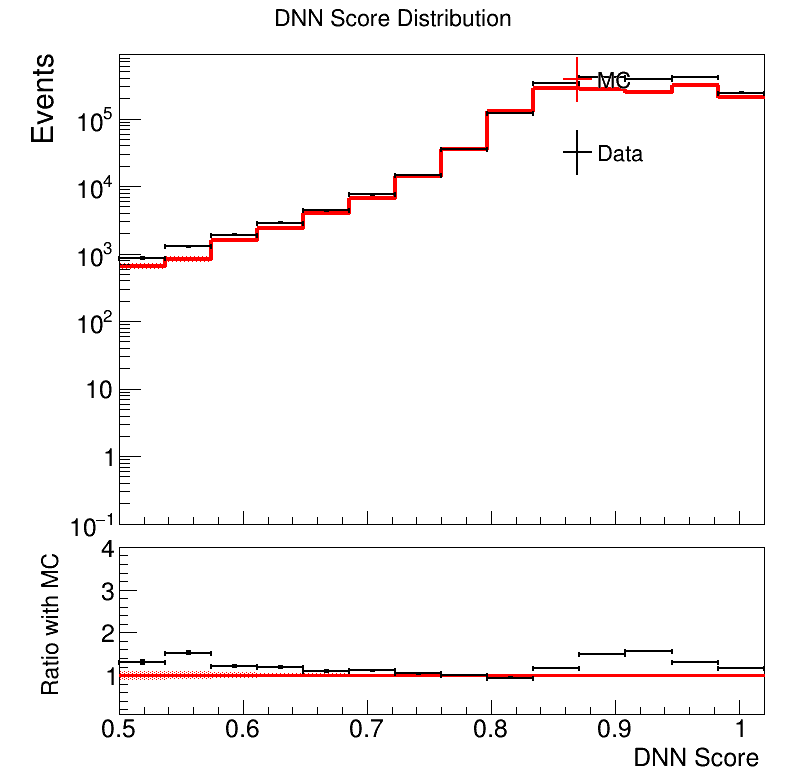 DNN Score Distribution
Events
10^5
10^4
10^3
10^2
10
1
10^−1
MC
Data
Ratio with MC
4
3
2
1
0.5 0.6 0.7 0.8 0.9 1
DNN Score